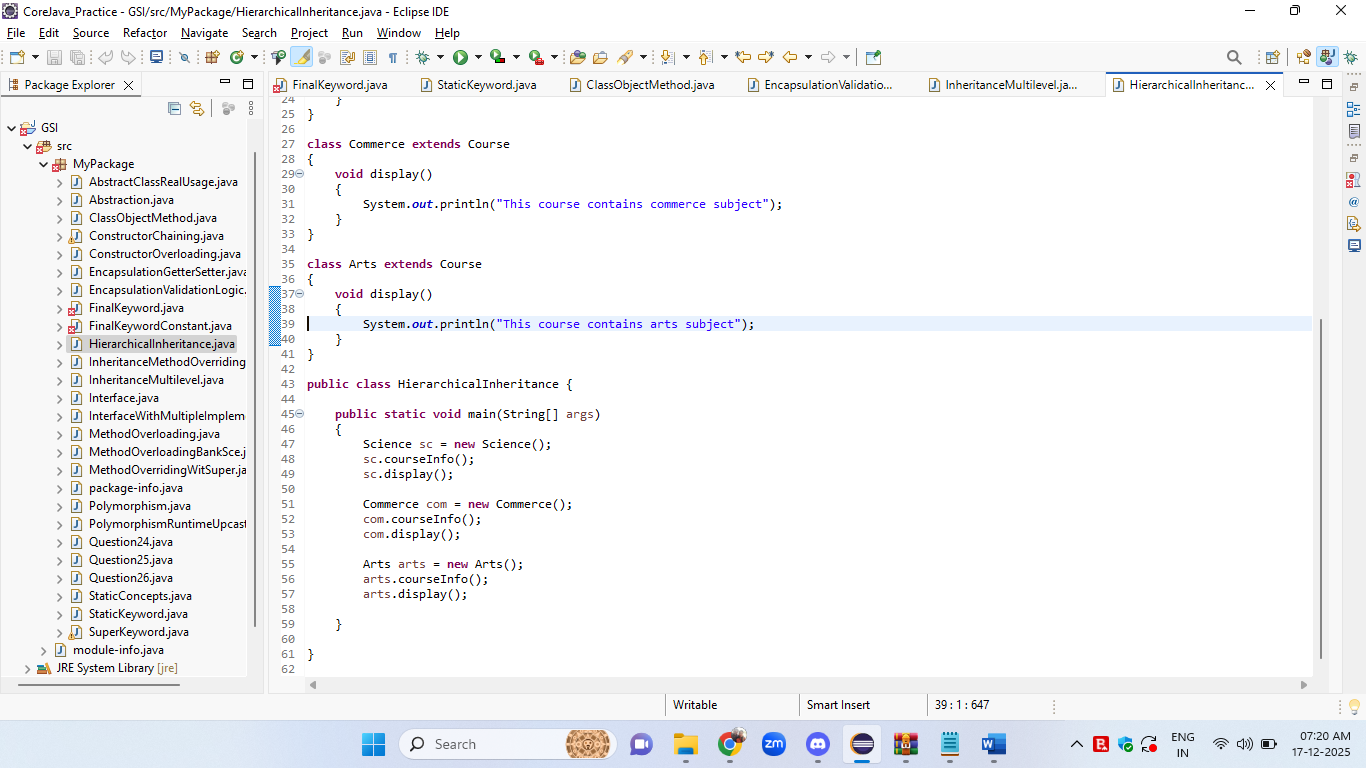 CoreJava_Practice - GSI/src/MyPackage/HierarchicalInheritance.java - Eclipse IDE
File Edit Source Refactor Navigate Search Project Run Window Help
Package Explorer
FinalKeyword.java StaticKeyword.java ClassObjectMethod.java EncapsulationValidatio... InheritanceMultilevel.ja... HierarchicalInheritanc...
GSI
src
MyPackage
AbstractClassRealUsage.java
Abstraction.java
ClassObjectMethod.java
ConstructorChaining.java
ConstructorOverloading.java
EncapsulationGetterSetter.java
EncapsulationValidationLogic.
FinalKeyword.java
FinalKeywordConstant.java
HierarchicalInheritance.java
InheritanceMethodOverriding
InheritanceMultilevel.java
Interface.java
InterfaceWithMultipleImplem
MethodOverloading.java
MethodOverloadingBankSce.j
MethodOverridingWitSuper.ja
package-info.java
Polymorphism.java
PolymorphismRuntimeUpcast
Question24.java
Question25.java
Question26.java
StaticConcepts.java
StaticKeyword.java
SuperKeyword.java
module-info.java
JRE System Library [jre]
24 }
25 }
26
27 class Commerce extends Course
28 {
29 void display()
30 {
31 System.out.println("This course contains commerce subject");
32 }
33 }
34
35 class Arts extends Course
36 {
37 void display()
38 {
39 System.out.println("This course contains arts subject");
40 }
41 }
42
43 public class HierarchicalInheritance {
44
45 public static void main(String[] args)
46 {
47 Science sc = new Science();
48 sc.courseInfo();
49 sc.display();
50
51 Commerce com = new Commerce();
52 com.courseInfo();
53 com.display();
54
55 Arts arts = new Arts();
56 arts.courseInfo();
57 arts.display();
58
59 }
60
61 }
62
Writable Smart Insert 39 : 1 : 647
Search
zm
ENG
IN
07:20 AM
17-12-2025